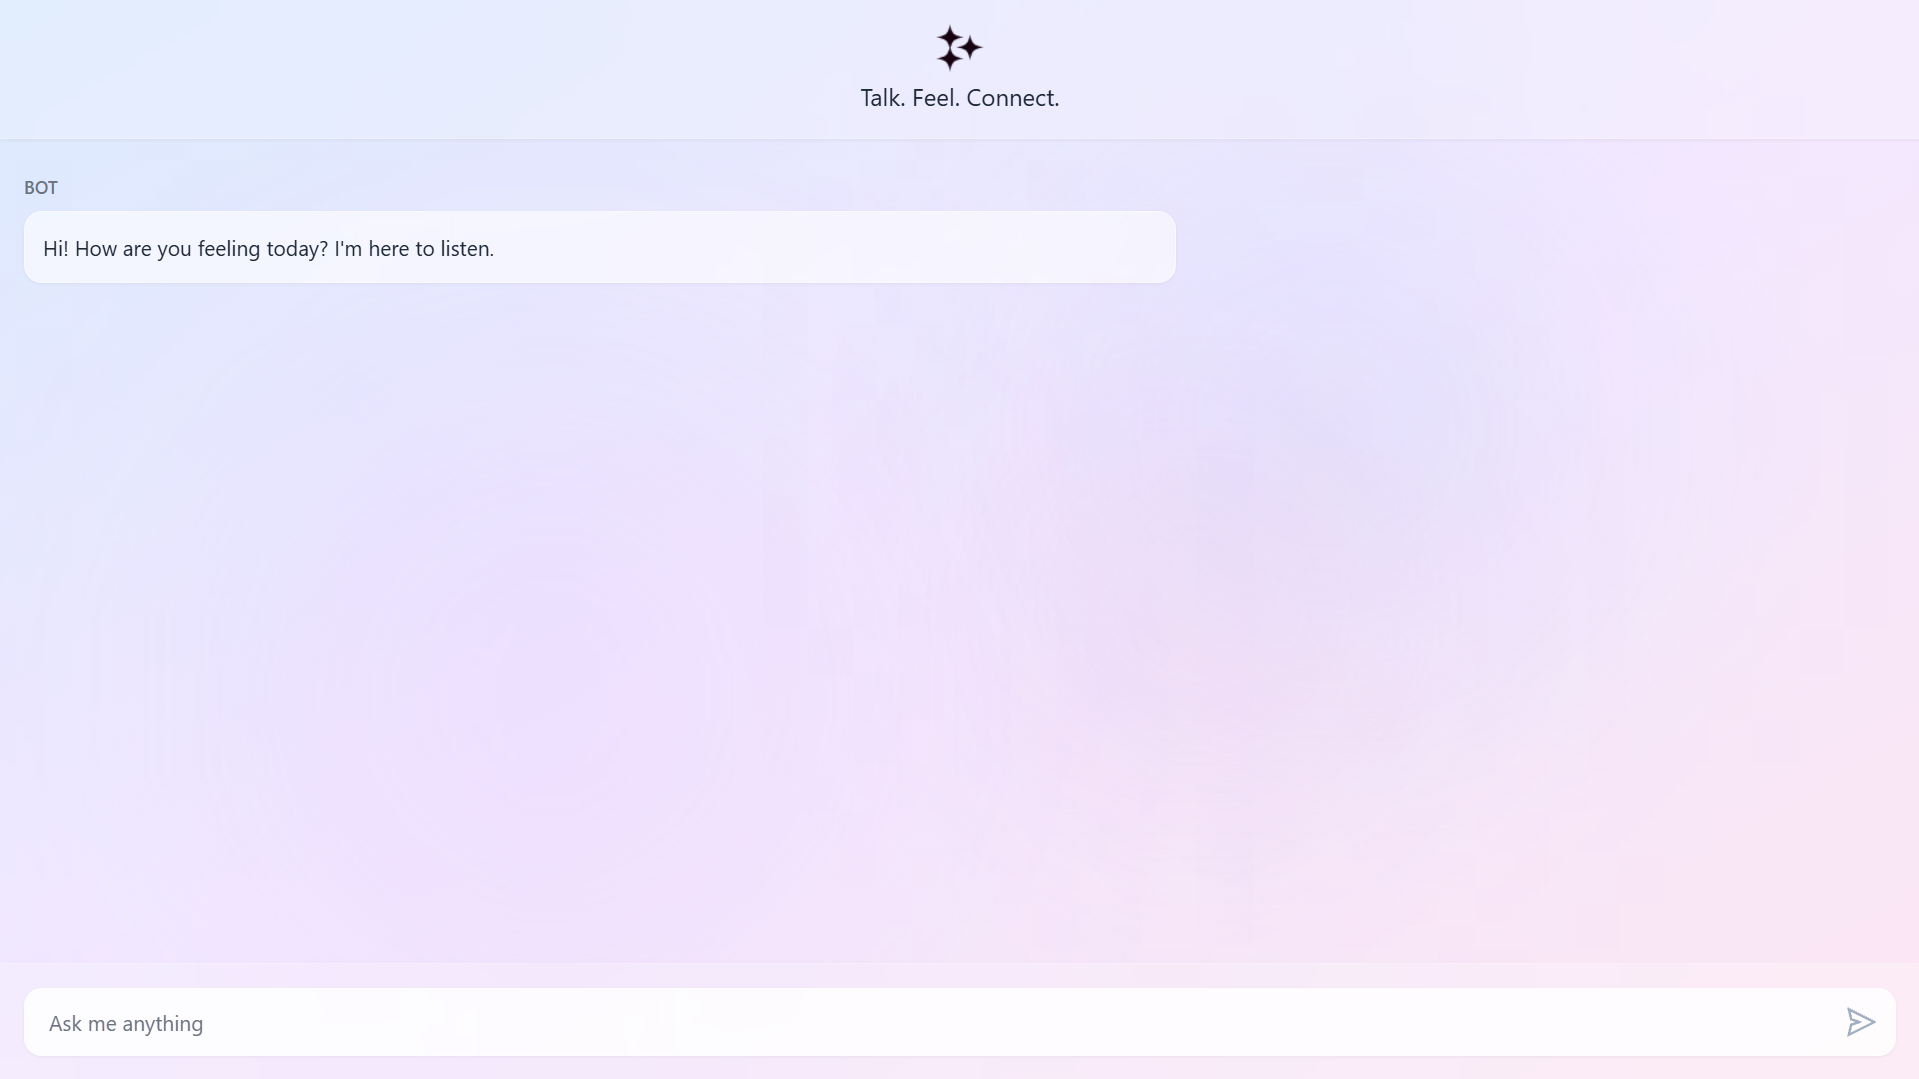 Talk. Feel. Connect.
BOT
Hi! How are you feeling today? I'm here to listen.
Ask me anything